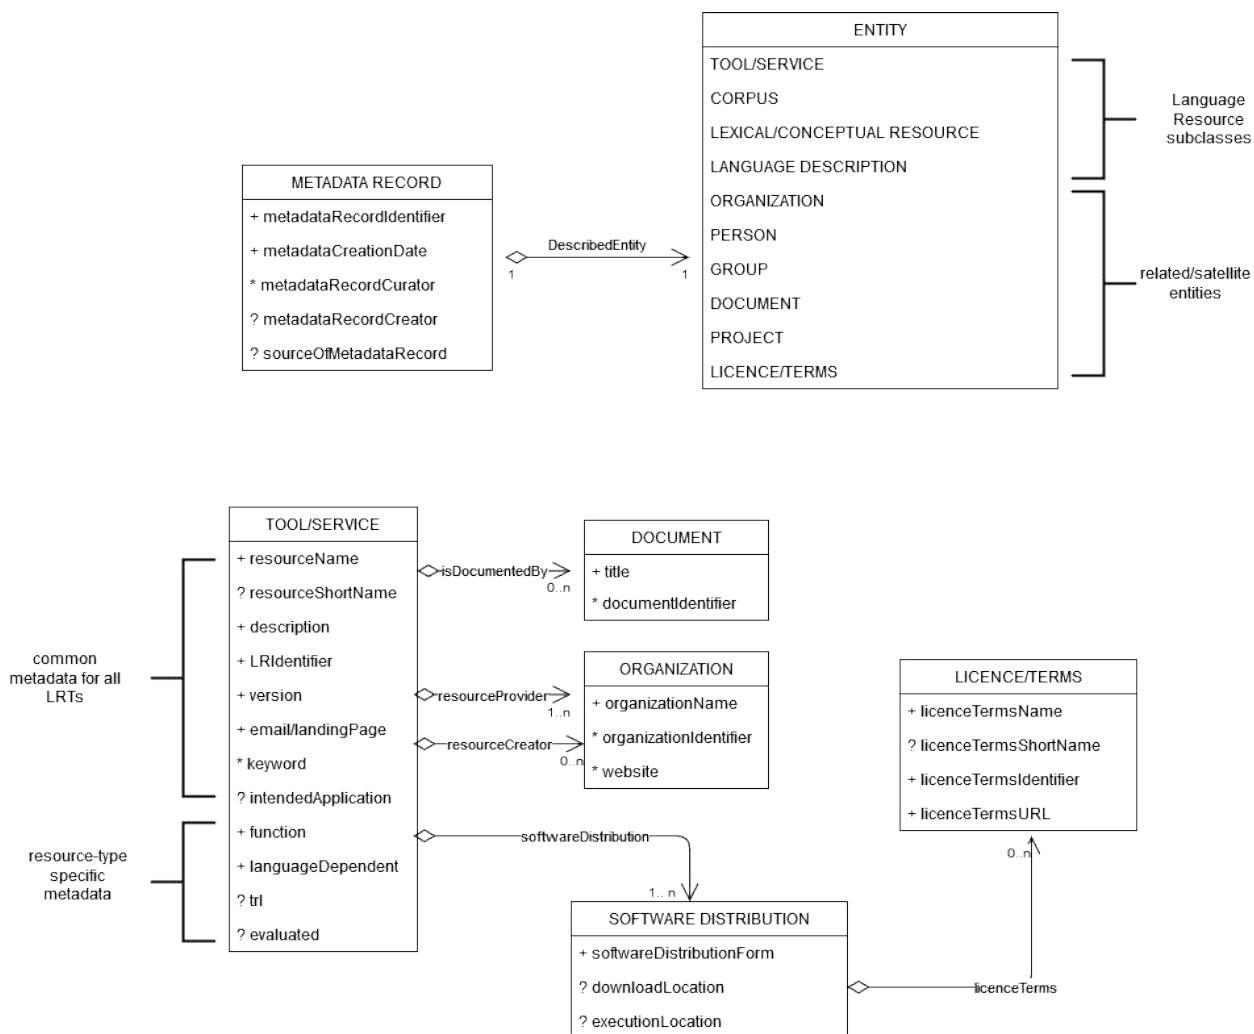 ENTITY
TOOL/SERVICE
CORPUS
LEXICAL/CONCEPTUAL RESOURCE
LANGUAGE DESCRIPTION
ORGANIZATION
PERSON
GROUP
DOCUMENT
PROJECT
LICENCE/TERMS
Language
Resource
subclasses
related/satellite
entities
METADATA RECORD
+ metadataRecordIdentifier
+ metadataCreationDate
* metadataRecordCurator
? metadataRecordCreator
? sourceOfMetadataRecord
DescribedEntity
1
1
TOOL/SERVICE
+ resourceName
? resourceShortName
+ description
+ LRIdentifier
+ version
+ email/landingPage
* keyword
? intendedApplication
+ function
+ languageDependent
? trl
? evaluated
common
metadata for all
LRTs
resource-type
specific
metadata
isDocumentedBy
0..n
DOCUMENT
+ title
* documentIdentifier
resourceProvider
1..n
resourceCreator
0..n
ORGANIZATION
+ organizationName
* organizationIdentifier
* website
softwareDistribution
1.. n
SOFTWARE DISTRIBUTION
+ softwareDistributionForm
? downloadLocation
? executionLocation
licenceTerms
0..n
LICENCE/TERMS
+ licenceTermsName
? licenceTermsShortName
+ licenceTermsIdentifier
+ licenceTermsURL